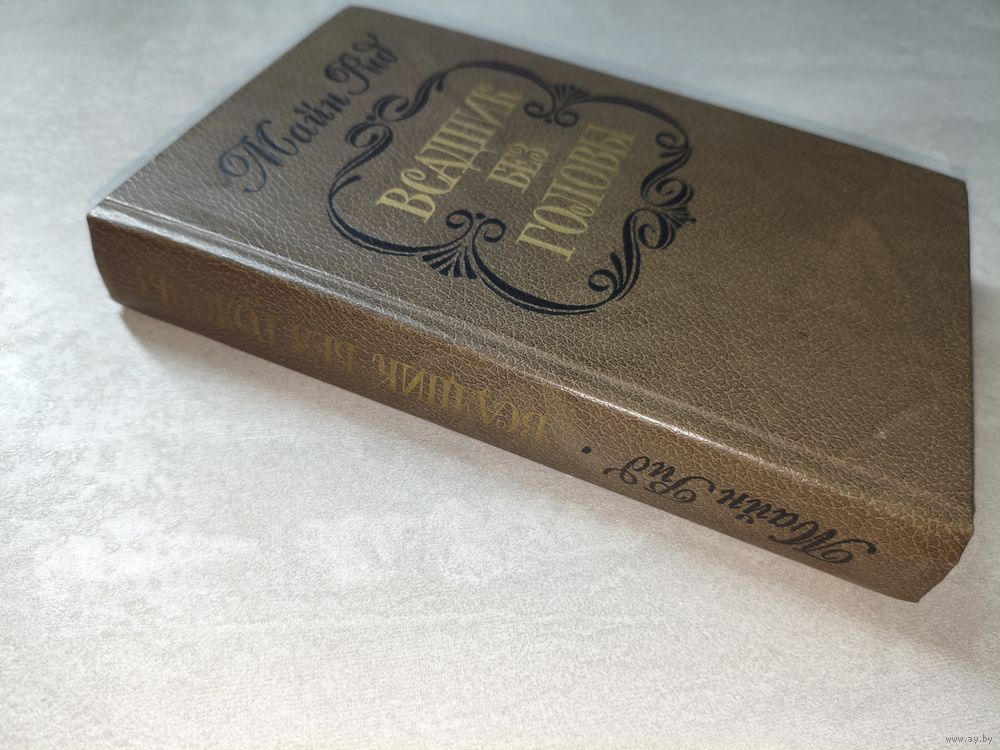 Майн Рид
ВСАДНИК
БЕЗ
ГОЛОВЫ
Майн Рид.
ВСАДНИК БЕЗ ГОЛОВЫ
www.ay.by